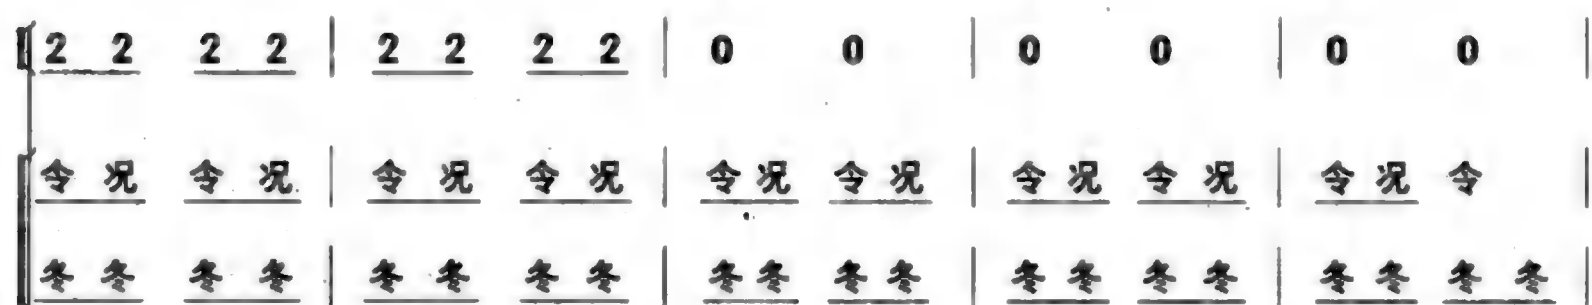 2 2 2 2 | 2 2 2 2 | 0 0 | 0 0 | 0 0 |
令 况 令 况 | 令 况 令 况 | 令 况 令 况 | 令 况 令 况 | 令 况 令 |
冬 冬 冬 冬 | 冬 冬 冬 冬 | 冬 冬 冬 冬 | 冬 冬 冬 冬 | 冬 冬 冬 冬 |